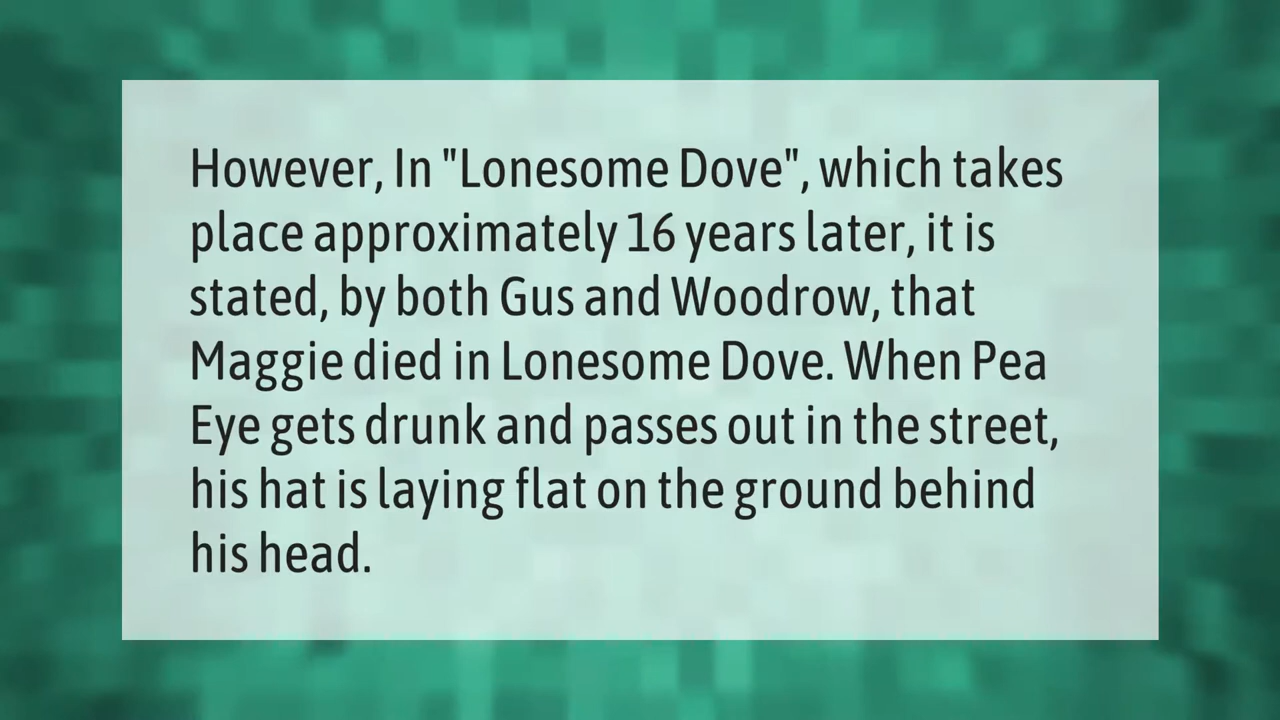 However, In "Lonesome Dove", which takes
place approximately 16 years later, it is
stated, by both Gus and Woodrow, that
Maggie died in Lonesome Dove. When Pea
Eye gets drunk and passes out in the street,
his hat is laying flat on the ground behind
his head.